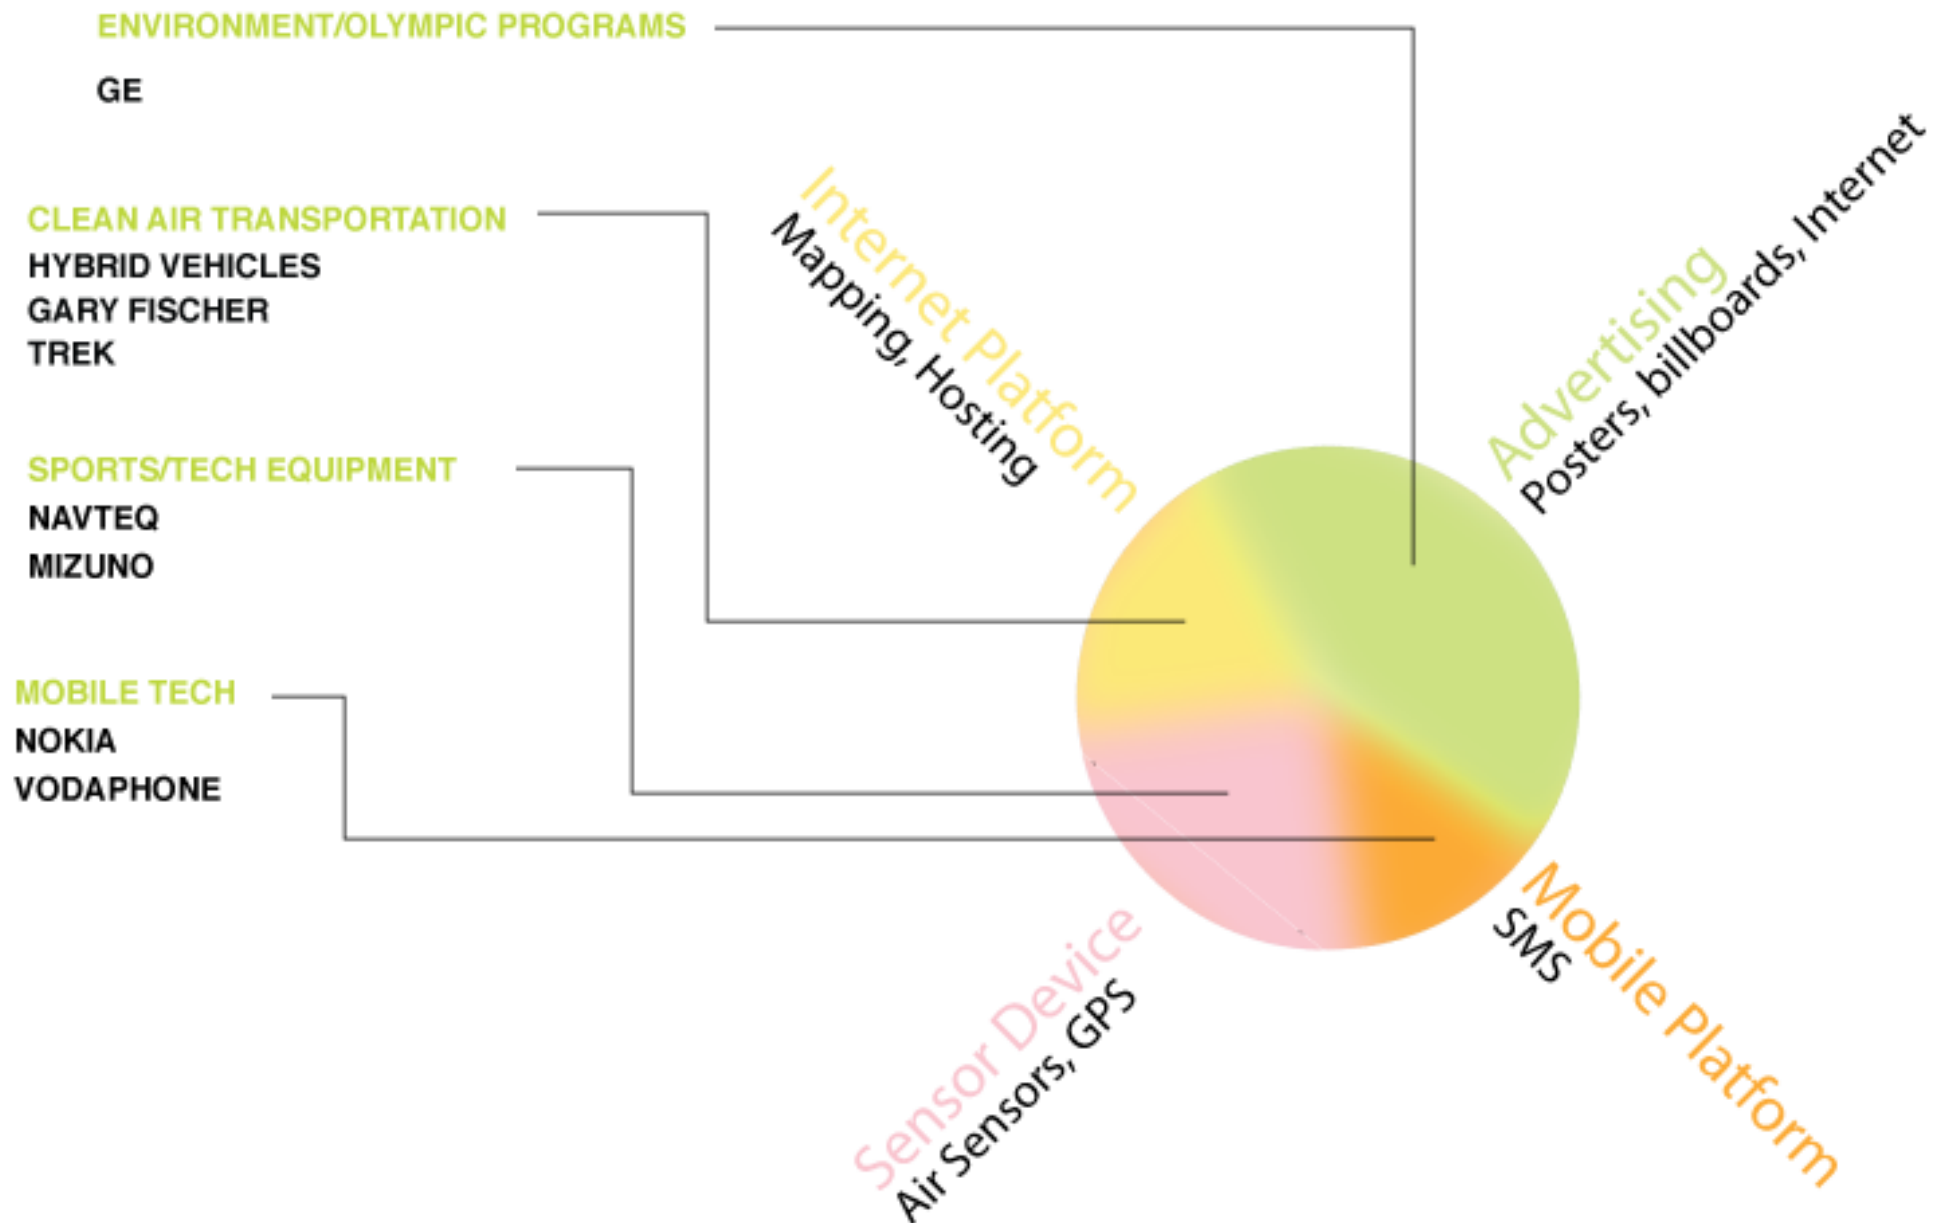 ENVIRONMENT/OLYMPIC PROGRAMS
GE
CLEAN AIR TRANSPORTATION
HYBRID VEHICLES
GARY FISCHER
TREK
SPORTS/TECH EQUIPMENT
NAVTEQ
MIZUNO
MOBILE TECH
NOKIA
VODAPHONE
Internet Platform
Mapping, Hosting
Advertising
Posters, billboards, Internet
Sensor Device
Air Sensors, GPS
Mobile Platform
SMS